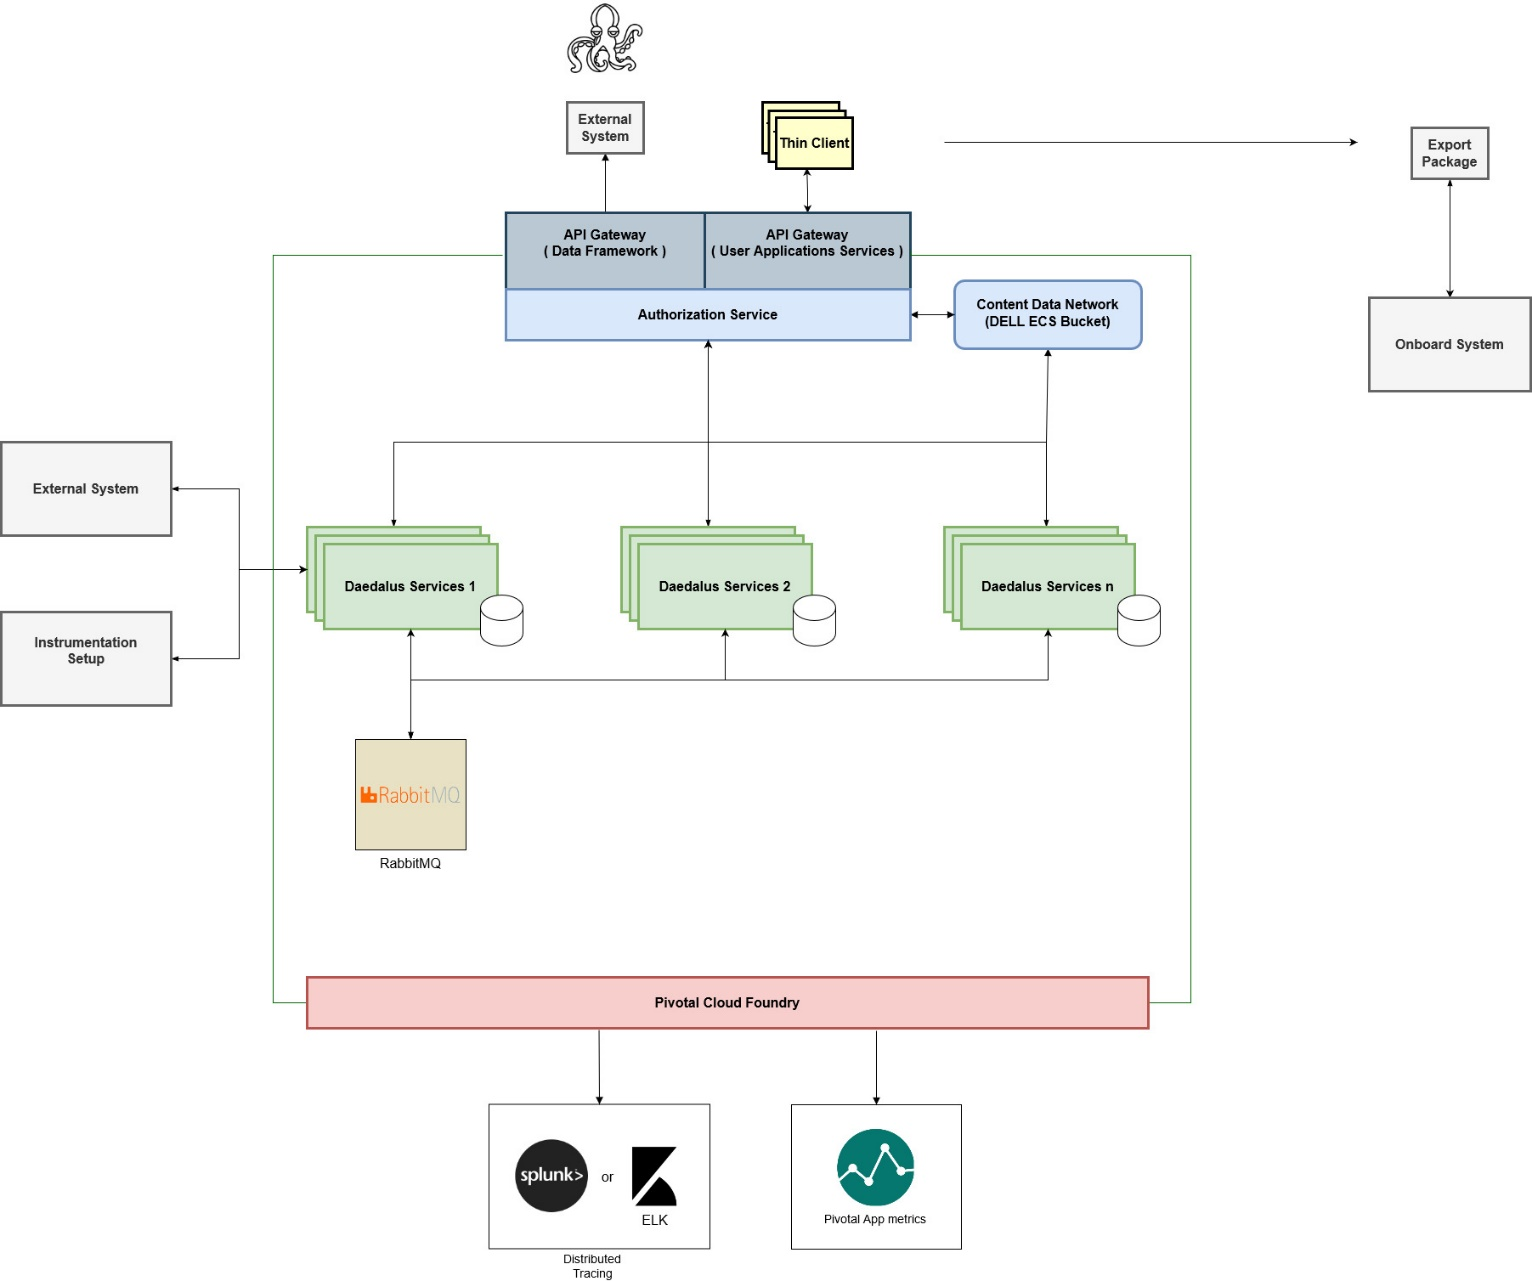 External
System
Thin Client
Export
Package
API Gateway
( Data Framework )
API Gateway
( User Applications Services )
Authorization Service
Content Data Network
(DELL ECS Bucket)
Onboard System
External System
Instrumentation
Setup
Daedalus Services 1
Daedalus Services 2
Daedalus Services n
RabbitMQ
RabbitMQ
Pivotal Cloud Foundry
splunk>
or
ELK
Pivotal App metrics
Distributed
Tracing